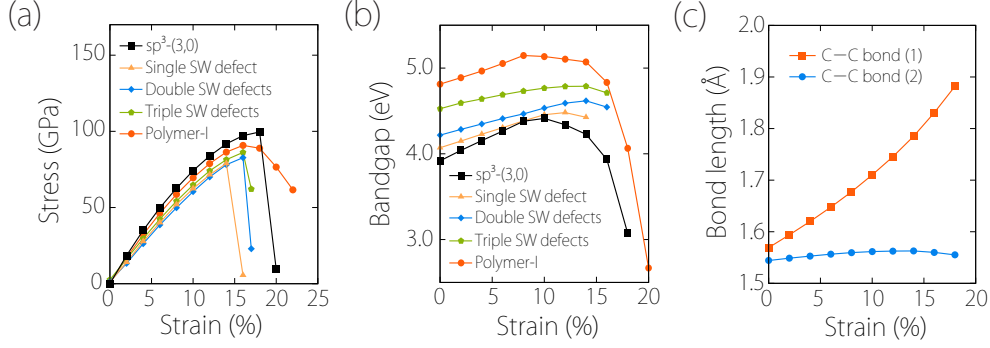 (a)
150
100
50
0
0 5 10 15 20 25
Stress (GPa)
Strain (%)
sp³-(3,0)
Single SW defect
Double SW defects
Triple SW defects
Polymer-I
(b)
5.0
4.0
3.0
0 5 10 15 20
Bandgap (eV)
Strain (%)
sp³-(3,0)
Single SW defect
Double SW defects
Triple SW defects
Polymer-I
(c)
2.0
1.9
1.8
1.7
1.6
1.5
0 5 10 15 20
Bond length (Å)
Strain (%)
C−C bond (1)
C−C bond (2)